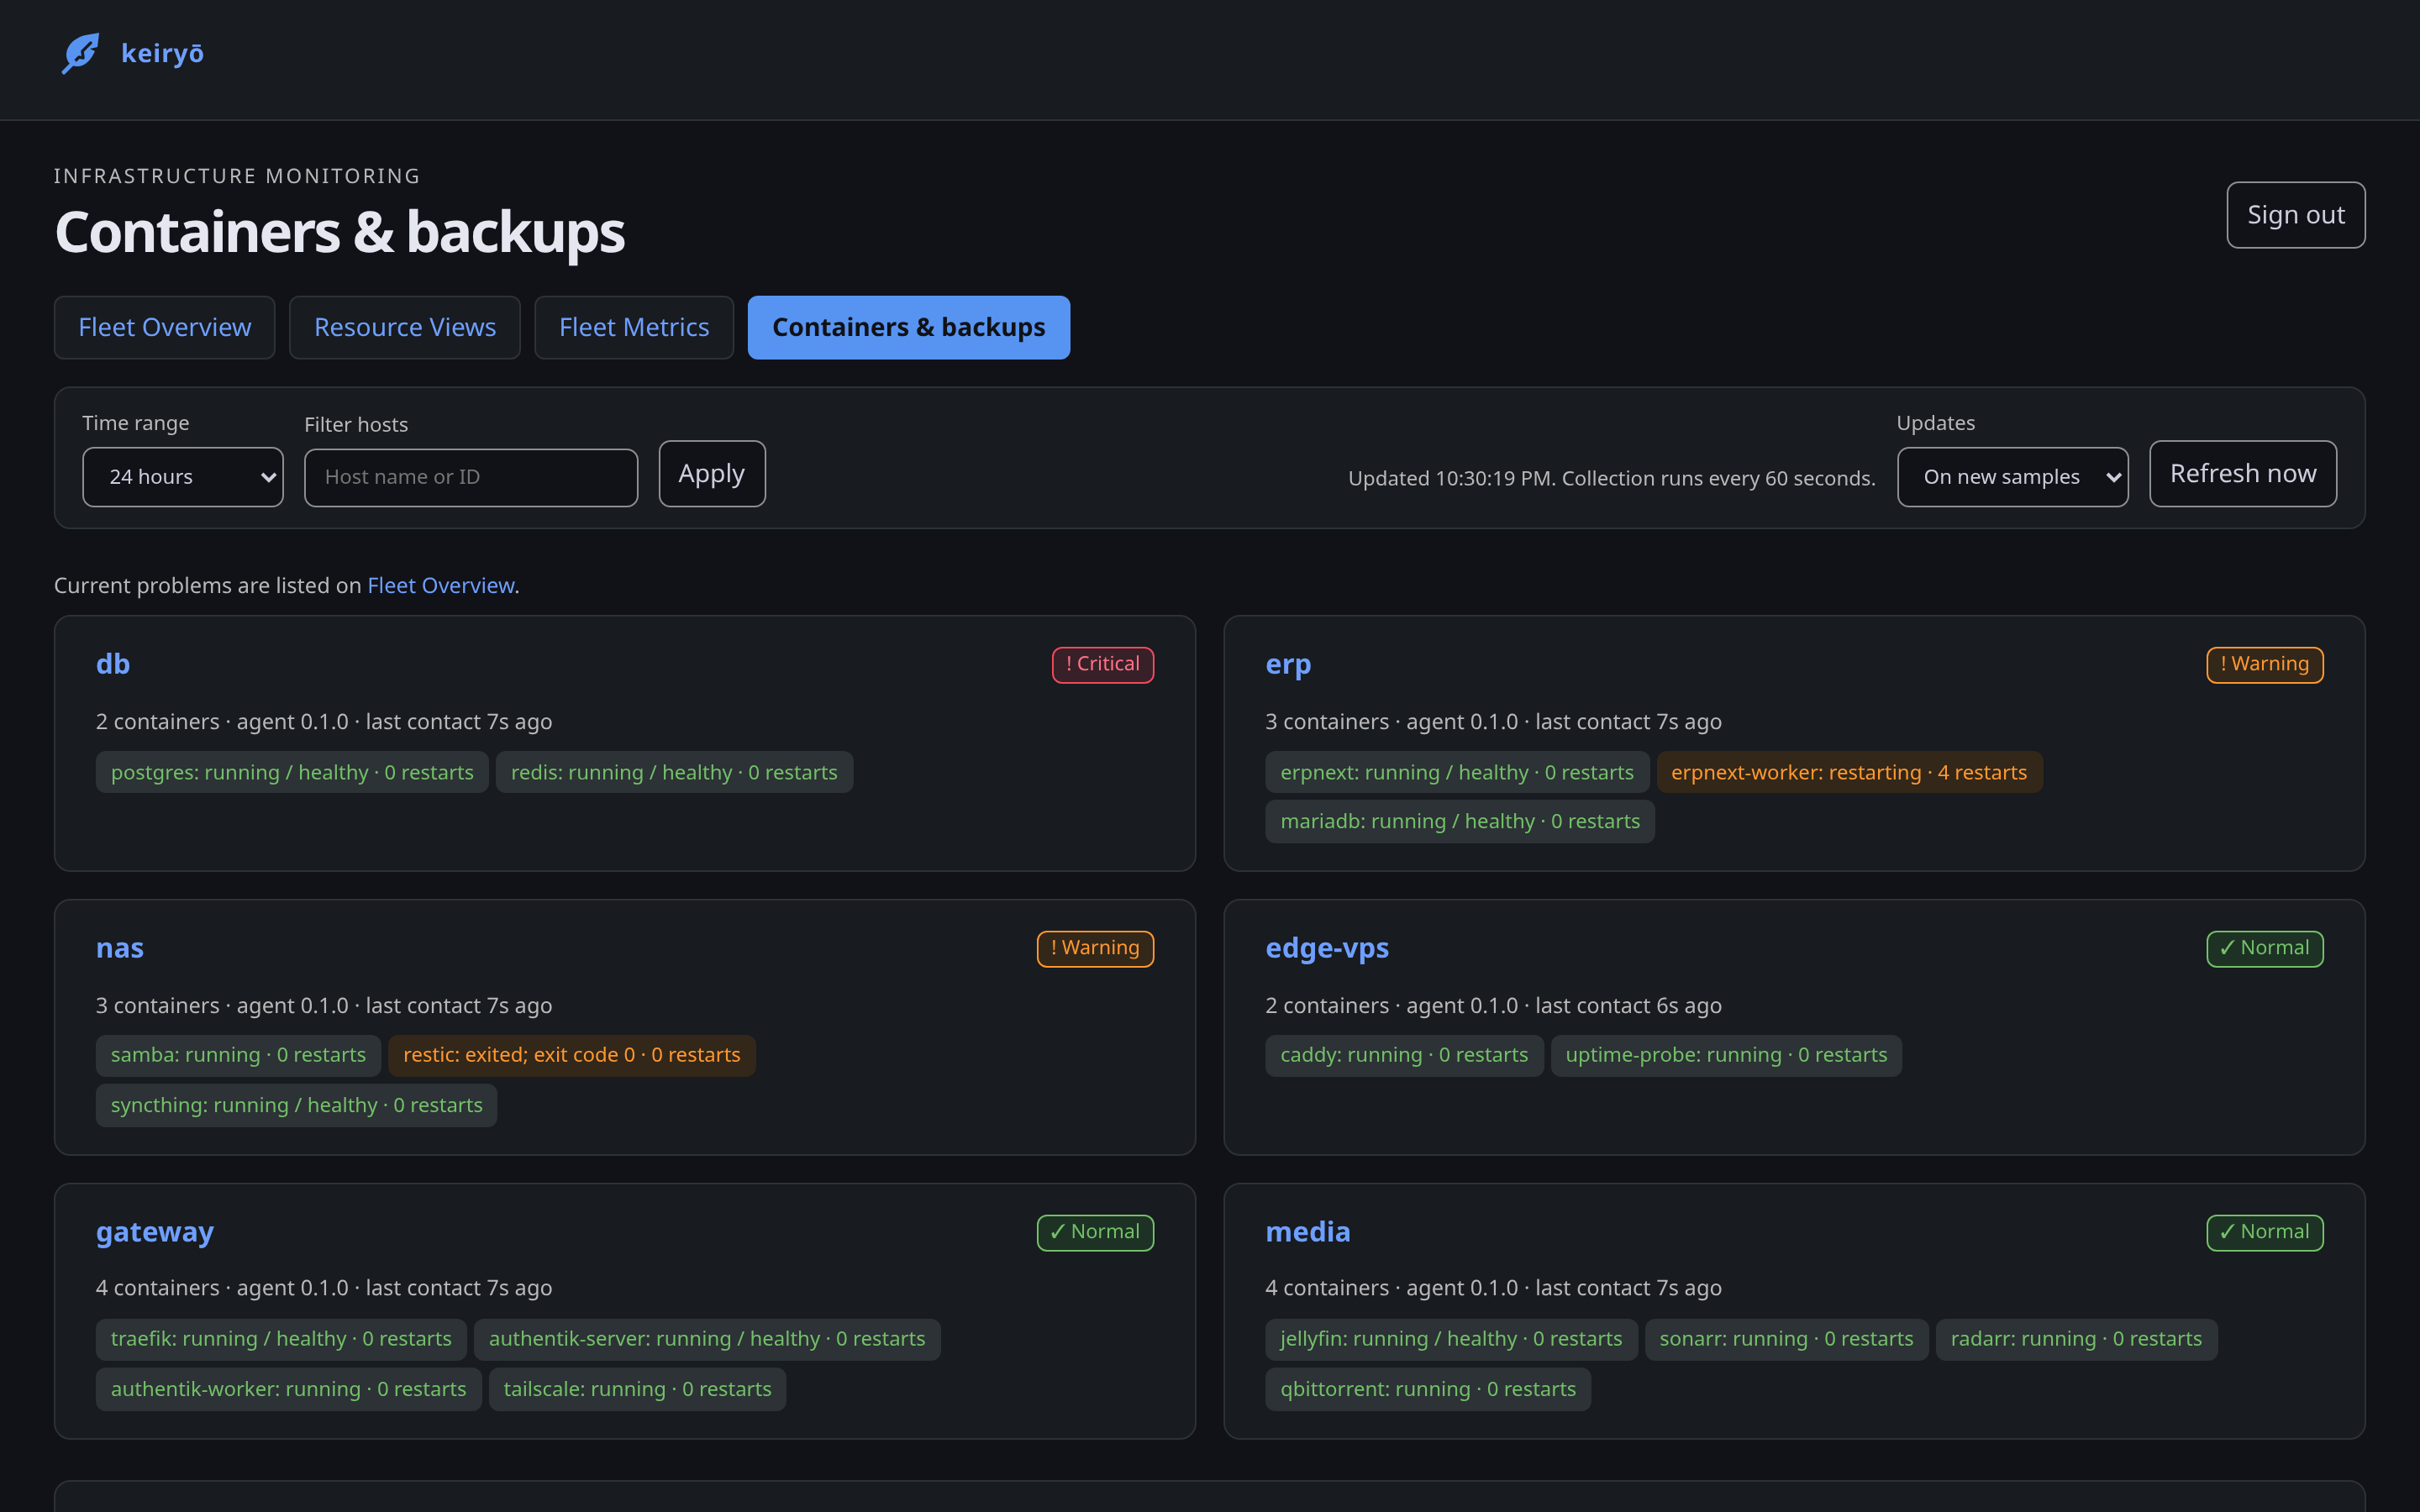 keiryō
INFRASTRUCTURE MONITORING
Containers & backups
Sign out
Fleet Overview
Resource Views
Fleet Metrics
Containers & backups
Time range
Filter hosts
Updates
24 hours
Host name or ID
Apply
Updated 10:30:19 PM. Collection runs every 60 seconds.
On new samples
Refresh now
Current problems are listed on Fleet Overview.
db
! Critical
2 containers · agent 0.1.0 · last contact 7s ago
postgres: running / healthy · 0 restarts
redis: running / healthy · 0 restarts
erp
! Warning
3 containers · agent 0.1.0 · last contact 7s ago
erpnext: running / healthy · 0 restarts
erpnext-worker: restarting · 4 restarts
mariadb: running / healthy · 0 restarts
nas
! Warning
3 containers · agent 0.1.0 · last contact 7s ago
samba: running · 0 restarts
restic: exited; exit code 0 · 0 restarts
syncthing: running / healthy · 0 restarts
edge-vps
✓ Normal
2 containers · agent 0.1.0 · last contact 6s ago
caddy: running · 0 restarts
uptime-probe: running · 0 restarts
gateway
✓ Normal
4 containers · agent 0.1.0 · last contact 7s ago
traefik: running / healthy · 0 restarts
authentik-server: running / healthy · 0 restarts
authentik-worker: running · 0 restarts
tailscale: running · 0 restarts
media
✓ Normal
4 containers · agent 0.1.0 · last contact 7s ago
jellyfin: running / healthy · 0 restarts
sonarr: running · 0 restarts
radarr: running · 0 restarts
qbittorrent: running · 0 restarts